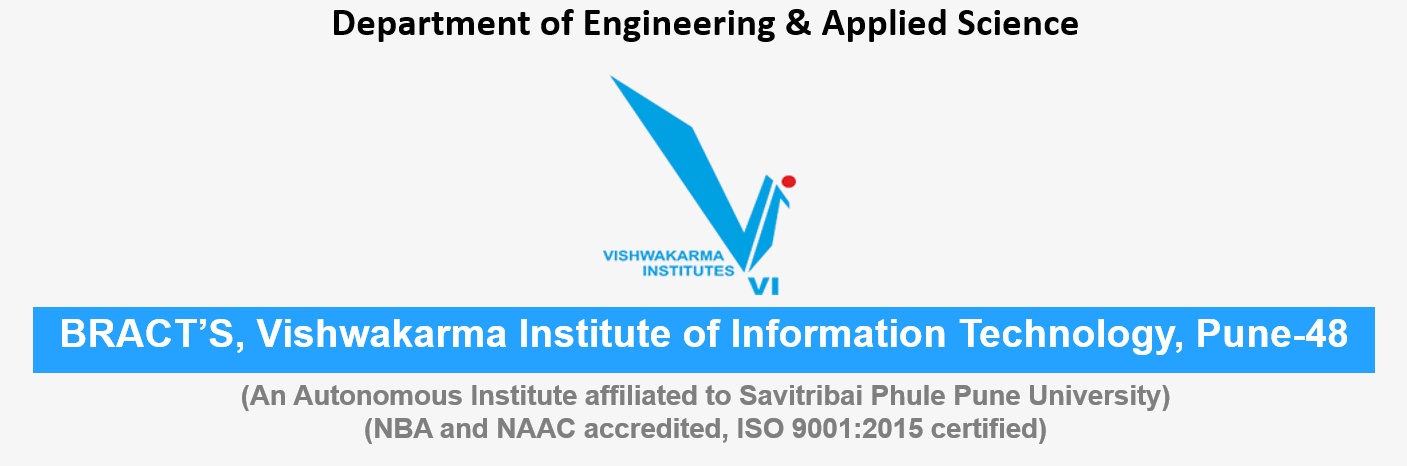 Department of Engineering & Applied Science
VISHWAKARMA
INSTITUTES
VI
BRACT’S, Vishwakarma Institute of Information Technology, Pune-48
(An Autonomous Institute affiliated to Savitribai Phule Pune University)
(NBA and NAAC accredited, ISO 9001:2015 certified)